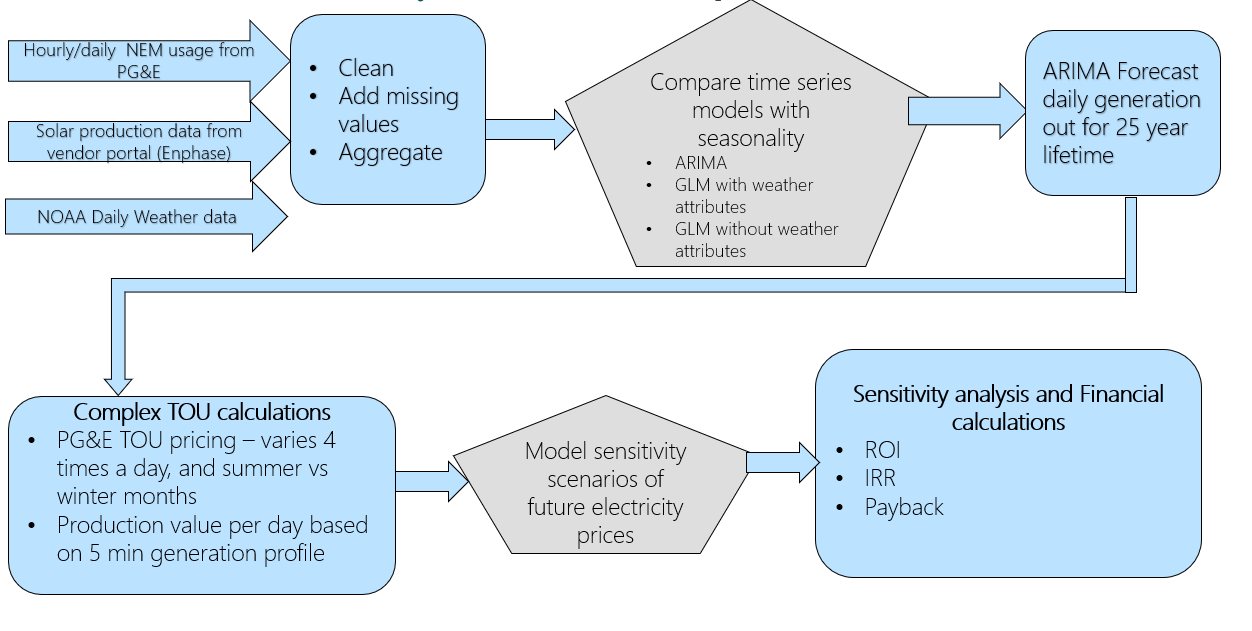 Hourly/daily NEM usage from
PG&E
Solar production data from
vendor portal (Enphase)
NOAA Daily Weather data
• Clean
• Add missing
values
• Aggregate
Compare time series
models with
seasonality
• ARIMA
• GLM with weather
attributes
• GLM without weather
attributes
ARIMA Forecast
daily generation
out for 25 year
lifetime
Complex TOU calculations
• PG&E TOU pricing – varies 4
times a day, and summer vs
winter months
• Production value per day based
on 5 min generation profile
Model sensitivity
scenarios of
future electricity
prices
Sensitivity analysis and Financial
calculations
• ROI
• IRR
• Payback